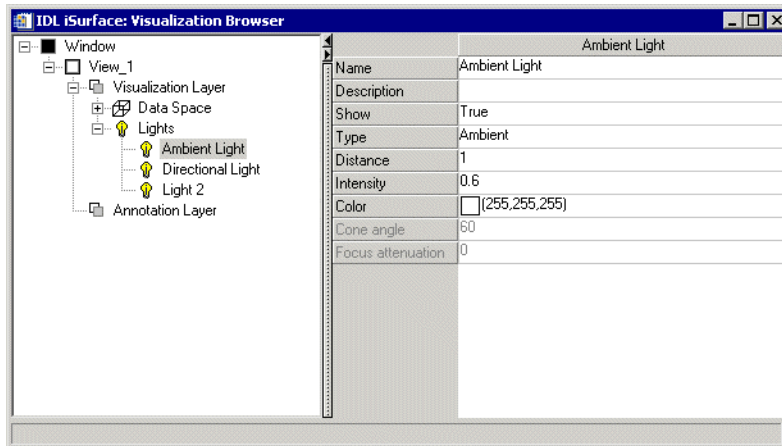 IDL iSurface: Visualization Browser
Window
View_1
Visualization Layer
Data Space
Lights
Ambient Light
Directional Light
Light 2
Annotation Layer
Ambient Light
Name Ambient Light
Description
Show True
Type Ambient
Distance 1
Intensity 0.6
Color (255,255,255)
Cone angle 60
Focus attenuation 0